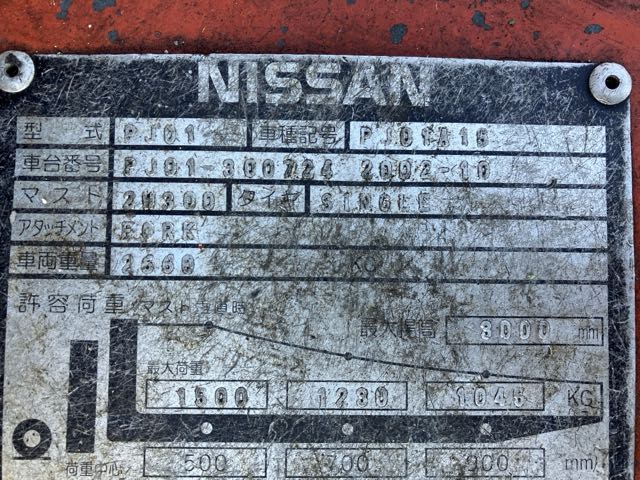 NISSAN
型式 PJ01 車種記号 PJ01A15
車台番号 PJ01-300724 2002-10
マスト 2W300 タイヤ SINGLE
アタッチメント FORK
車両重量 2560 KG
許容荷重 マスト垂直時
最大揚高 3000 mm
最大荷重
1500 1280 1045 KG
荷重中心 500 700 900 mm